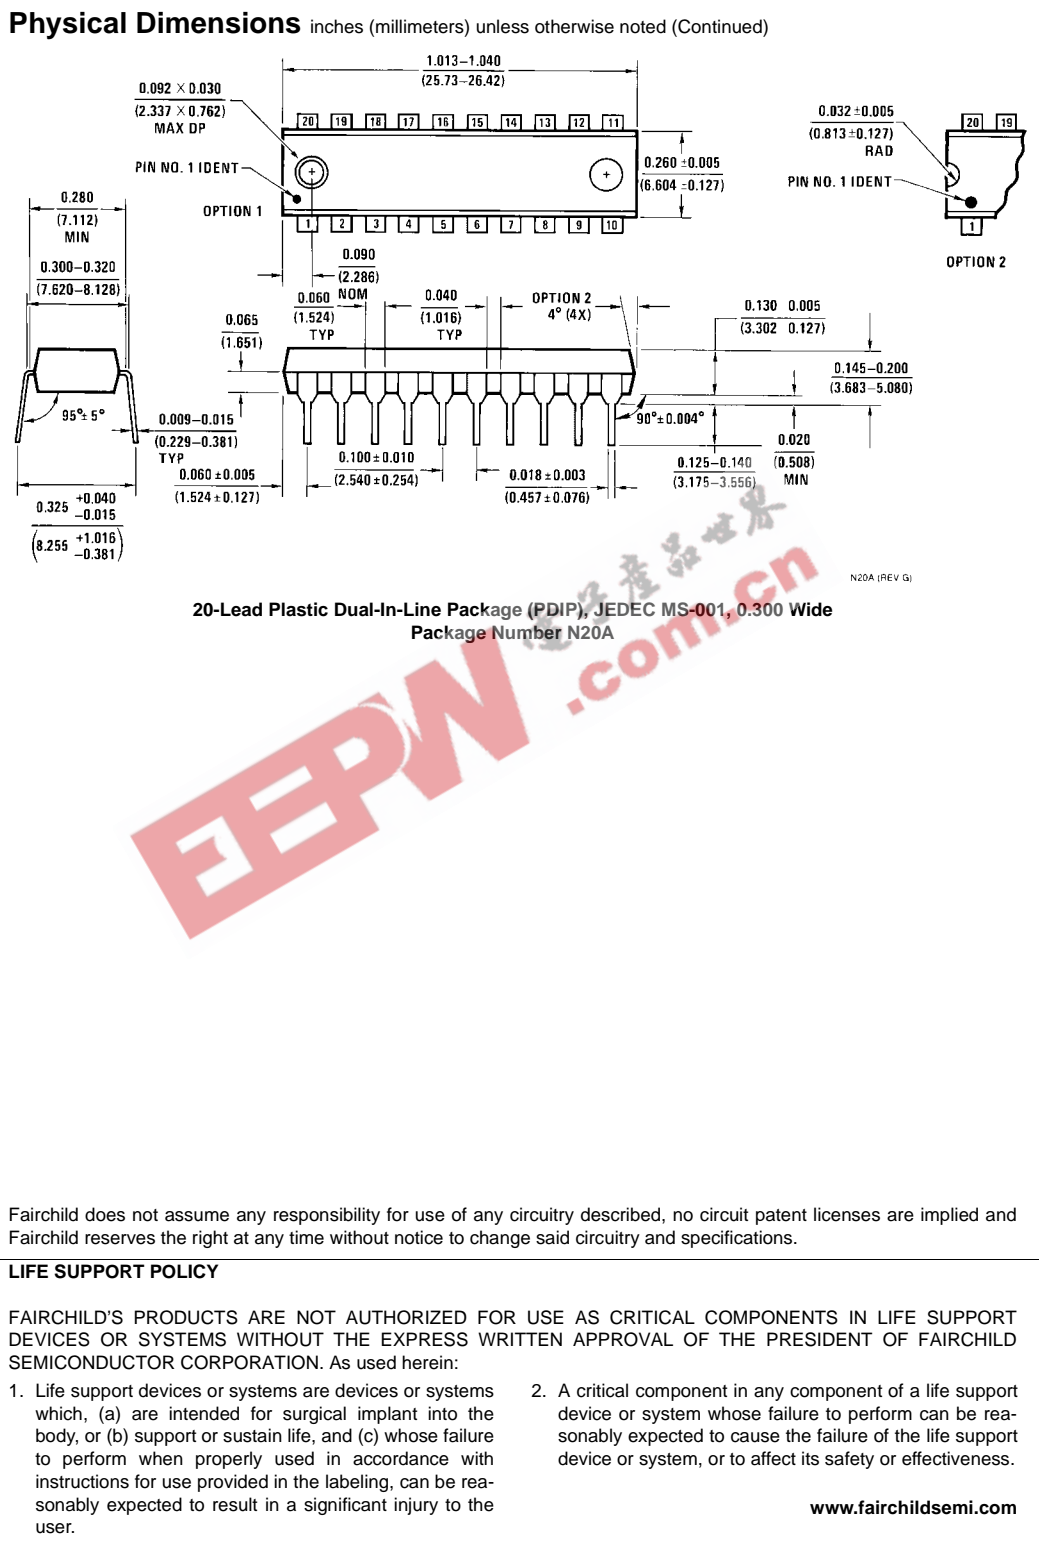 Physical Dimensions inches (millimeters) unless otherwise noted (Continued)
1.013–1.040
(25.73–26.42)
0.092 × 0.030
(2.337 × 0.762)
MAX DP
20 19 18 17 16 15 14 13 12 11
PIN NO. 1 IDENT
OPTION 1
1 2 3 4 5 6 7 8 9 10
0.260 ±0.005
(6.604 ±0.127)
0.032 ±0.005
(0.813 ±0.127)
RAD
PIN NO. 1 IDENT
20 19
1
OPTION 2
0.280
(7.112)
MIN
0.300–0.320
(7.620–8.128)
0.090
(2.286)
NOM
0.060
(1.524)
TYP
0.040
(1.016)
TYP
OPTION 2
4° (4X)
0.065
(1.651)
0.130 0.005
(3.302 0.127)
0.145–0.200
(3.683–5.080)
95°± 5°
0.009–0.015
(0.229–0.381)
TYP
90°±0.004°
0.020
(0.508)
MIN
0.100 ± 0.010
(2.540 ± 0.254)
0.125–0.140
(3.175–3.556)
0.060 ±0.005
(1.524 ± 0.127)
0.018 ±0.003
(0.457 ±0.076)
0.325 +0.040
–0.015
(8.255 +1.016
–0.381)
N20A (REV G)
20-Lead Plastic Dual-In-Line Package (PDIP), JEDEC MS-001, 0.300 Wide
Package Number N20A
電子產品世界
EEPW.com.cn
Fairchild does not assume any responsibility for use of any circuitry described, no circuit patent licenses are implied and
Fairchild reserves the right at any time without notice to change said circuitry and specifications.
LIFE SUPPORT POLICY
FAIRCHILD'S PRODUCTS ARE NOT AUTHORIZED FOR USE AS CRITICAL COMPONENTS IN LIFE SUPPORT
DEVICES OR SYSTEMS WITHOUT THE EXPRESS WRITTEN APPROVAL OF THE PRESIDENT OF FAIRCHILD
SEMICONDUCTOR CORPORATION. As used herein:
1. Life support devices or systems are devices or systems
which, (a) are intended for surgical implant into the
body, or (b) support or sustain life, and (c) whose failure
to perform when properly used in accordance with
instructions for use provided in the labeling, can be rea-
sonably expected to result in a significant injury to the
user.
2. A critical component in any component of a life support
device or system whose failure to perform can be rea-
sonably expected to cause the failure of the life support
device or system, or to affect its safety or effectiveness.
www.fairchildsemi.com